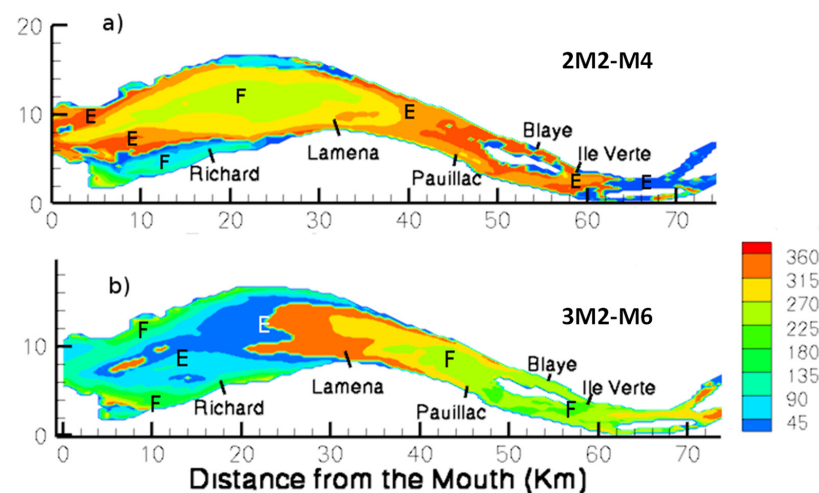 a)
20
10
0
2M2-M4
E
F
E
E
F
Richard
Lamena
Pauillac
Blaye
Ile Verte
E
E
0 10 20 30 40 50 60 70
b)
10
0
3M2-M6
F
E
E
F
F
F
Richard
Lamena
Pauillac
Blaye
Ile Verte
0 10 20 30 40 50 60 70
Distance from the Mouth (Km)
360
315
270
225
180
135
90
45